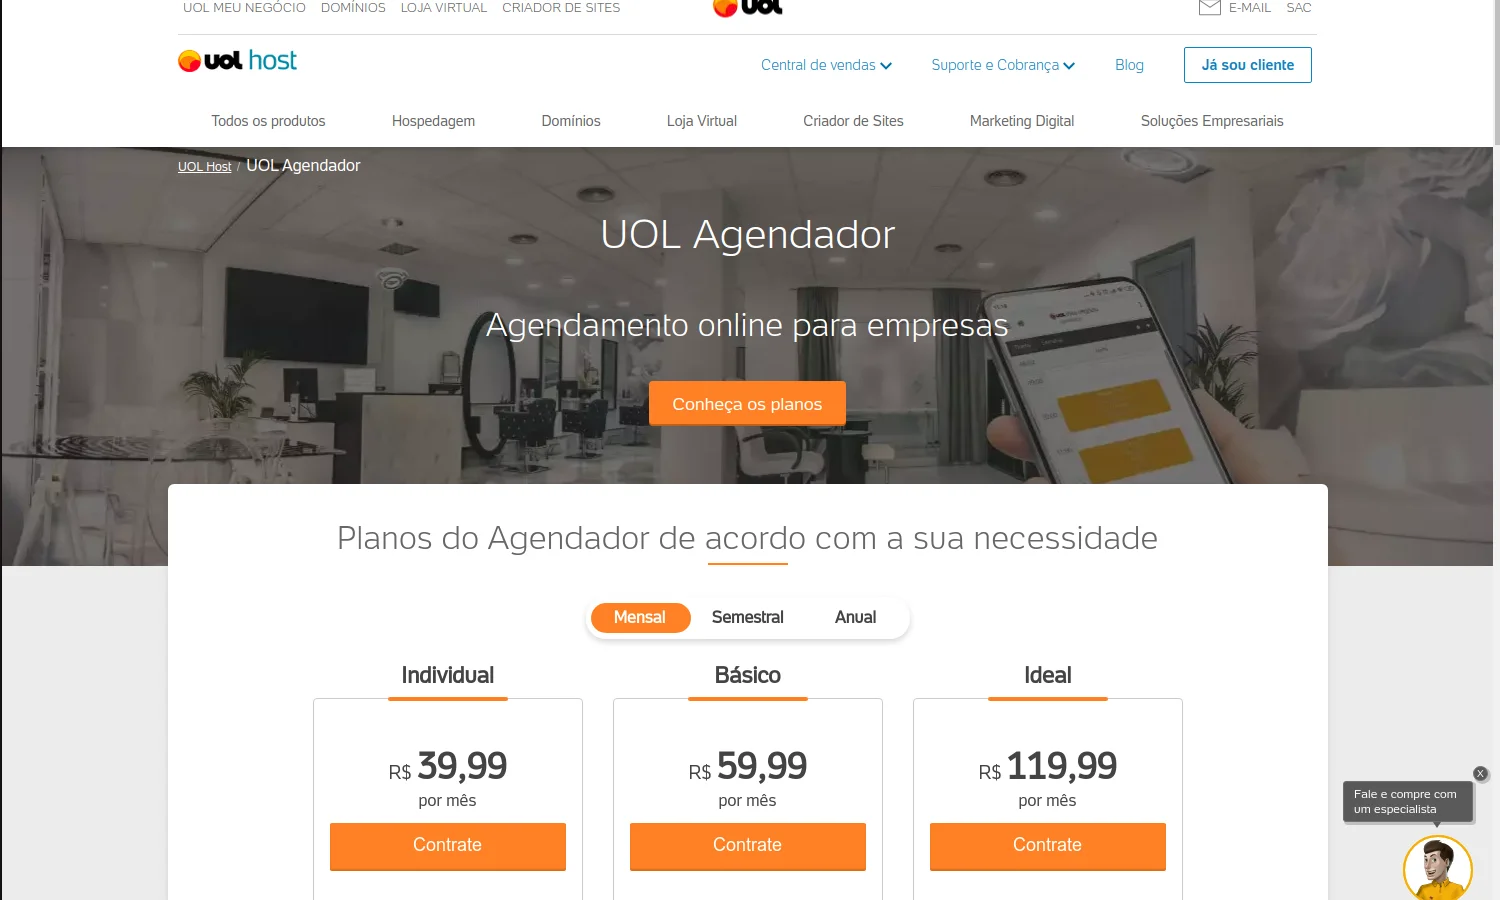 UOL MEU NEGÓCIO DOMÍNIOS LOJA VIRTUAL CRIADOR DE SITES
uol
E-MAIL SAC
uol host
Central de vendas Suporte e Cobrança Blog Já sou cliente
Todos os produtos Hospedagem Domínios Loja Virtual Criador de Sites Marketing Digital Soluções Empresariais
UOL Host / UOL Agendador
UOL Agendador
Agendamento online para empresas
Conheça os planos
Planos do Agendador de acordo com a sua necessidade
Mensal Semestral Anual
Individual Básico Ideal
R$ 39,99 R$ 59,99 R$ 119,99
por mês por mês por mês
Contrate Contrate Contrate
X
Fale e compre com
um especialista